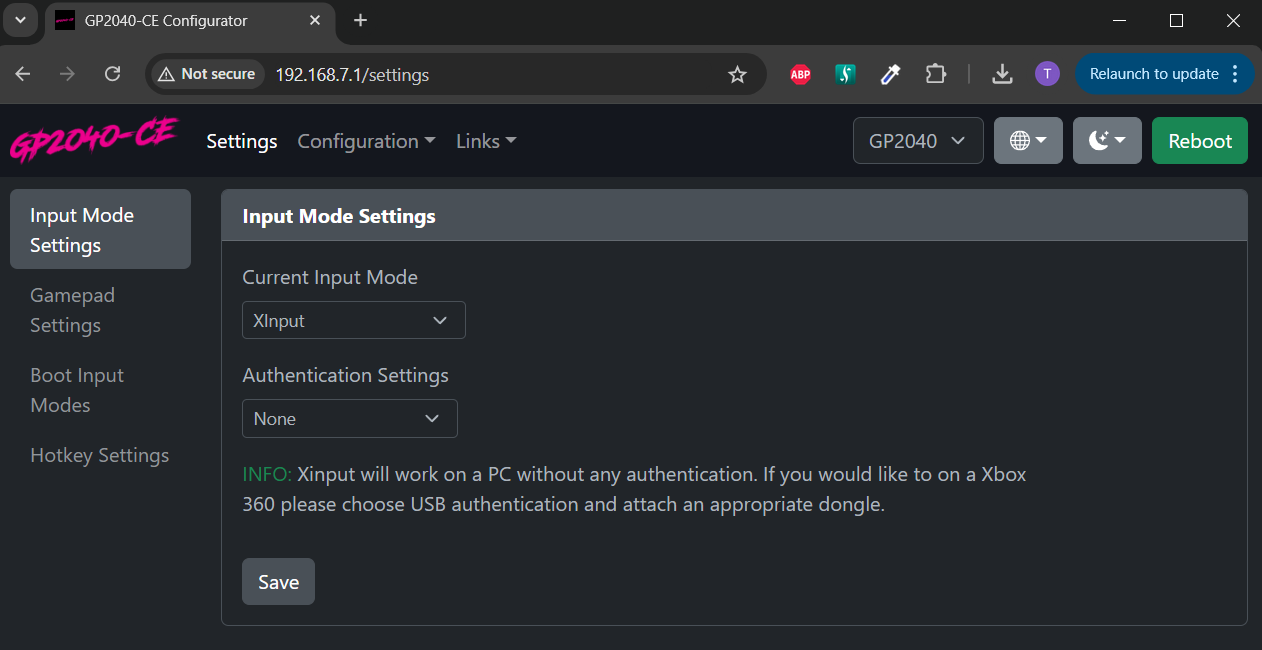 GP2040-CE Configurator
Not secure
192.168.7.1/settings
ABP
T
Relaunch to update
GP2040-CE
Settings
Configuration
Links
GP2040
Reboot
Input Mode
Settings
Gamepad
Settings
Boot Input
Modes
Hotkey Settings
Input Mode Settings
Current Input Mode
XInput
Authentication Settings
None
INFO: Xinput will work on a PC without any authentication. If you would like to on a Xbox
360 please choose USB authentication and attach an appropriate dongle.
Save